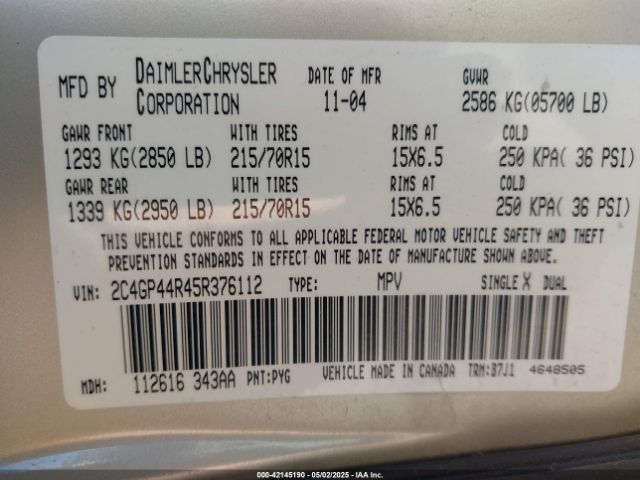 MFD BY DAIMLERCHRYSLER CORPORATION DATE OF MFR 11-04 GVWR 2586 KG(05700 LB)
GAWR FRONT WITH TIRES RIMS AT COLD
1293 KG(2850 LB) 215/70R15 15X6.5 250 KPA( 36 PSI)
GAWR REAR WITH TIRES RIMS AT COLD
1339 KG(2950 LB) 215/70R15 15X6.5 250 KPA( 36 PSI)
THIS VEHICLE CONFORMS TO ALL APPLICABLE FEDERAL MOTOR VEHICLE SAFETY AND THEFT
PREVENTION STANDARDS IN EFFECT ON THE DATE OF MANUFACTURE SHOWN ABOVE.
VIN: 2C4GP44R45R376112 TYPE: MPV SINGLE X DUAL
MDH: 112616 343AA PNT:PYG VEHICLE MADE IN CANADA TRM:B7J1 4648505
000-42145190 - 05/02/2025 - IAA Inc.